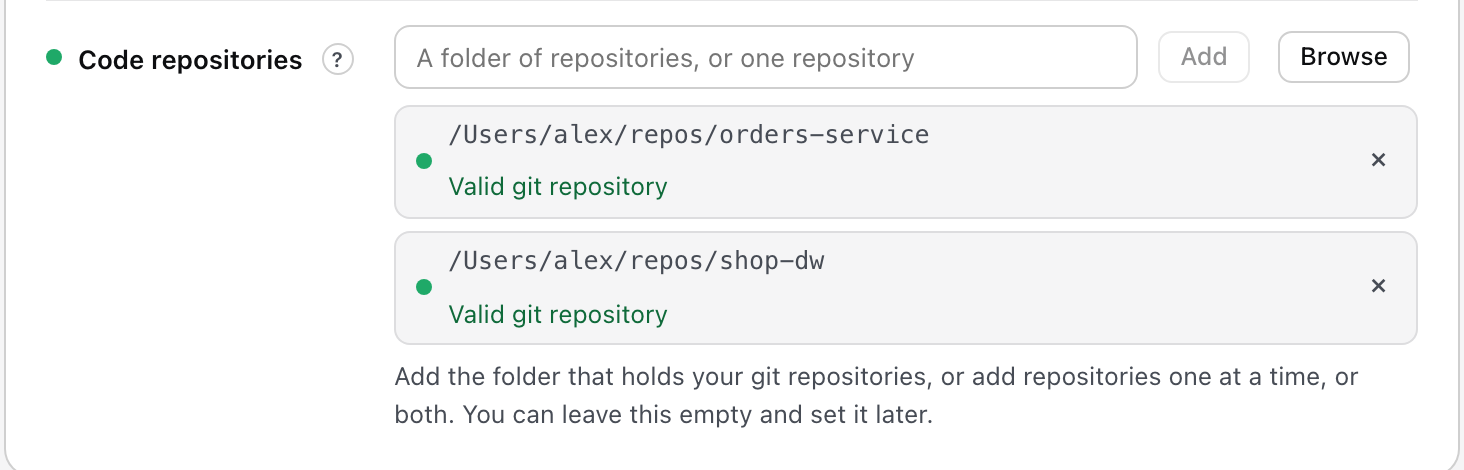 Code repositories ? A folder of repositories, or one repository Add Browse
/Users/alex/repos/orders-service
×
Valid git repository
/Users/alex/repos/shop-dw
×
Valid git repository
Add the folder that holds your git repositories, or add repositories one at a time, or
both. You can leave this empty and set it later.